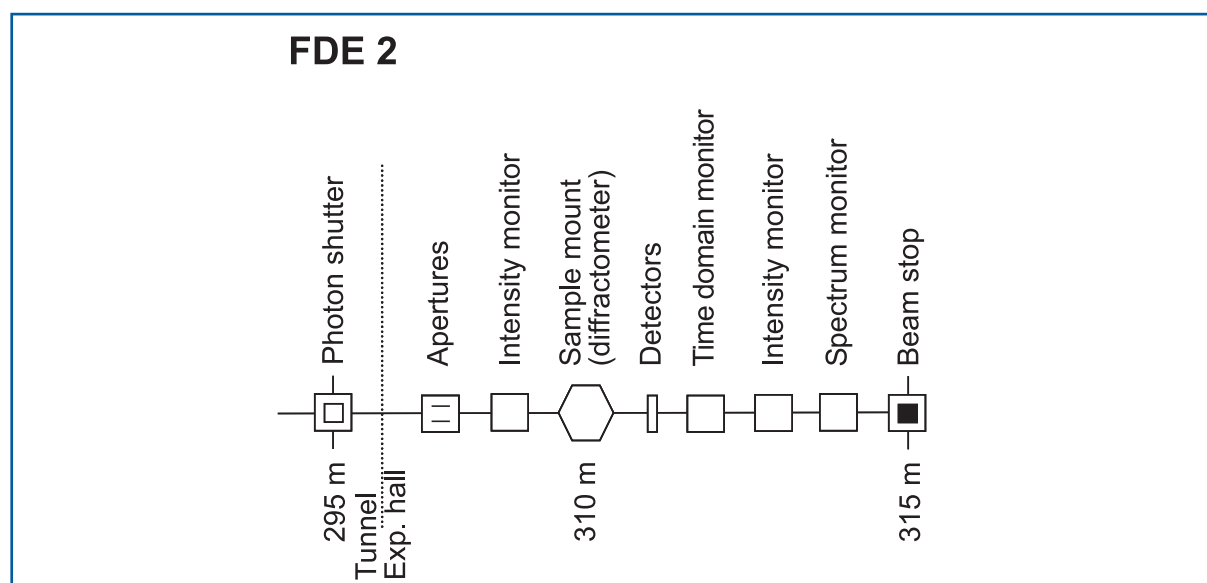 FDE 2
Photon shutter
Apertures
Intensity monitor
Sample mount
(diffractometer)
Detectors
Time domain monitor
Intensity monitor
Spectrum monitor
Beam stop
295 m
Tunnel
Exp. hall
310 m
315 m